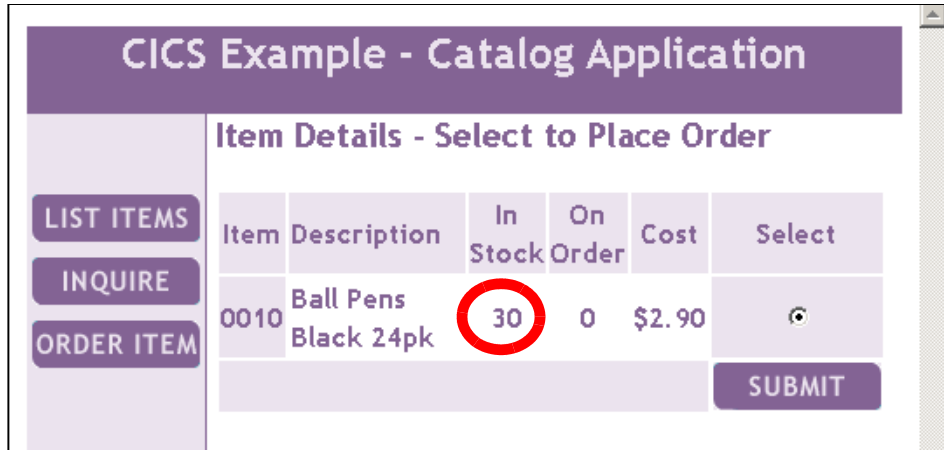 CICS Example - Catalog Application
Item Details - Select to Place Order
LIST ITEMS
INQUIRE
ORDER ITEM
Item Description In Stock On Order Cost Select
0010 Ball Pens Black 24pk 30 0 $2.90
SUBMIT